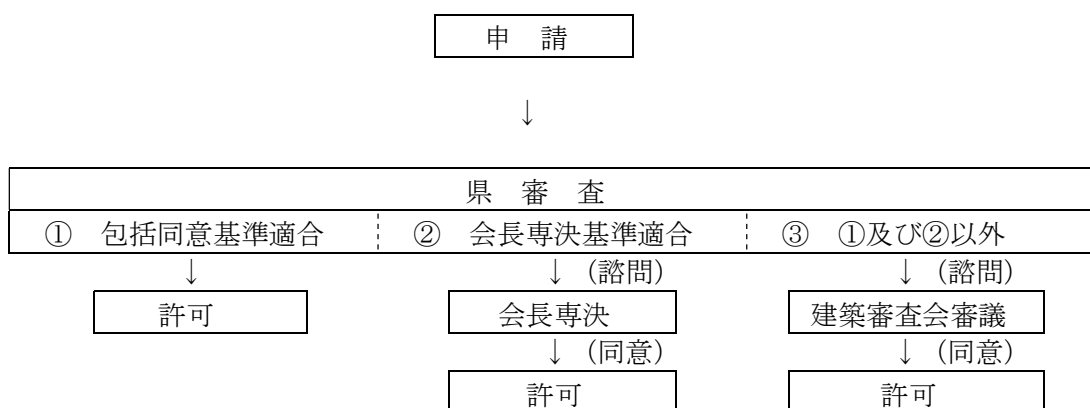 申 請
↓
県 審 査
① 包括同意基準適合 ② 会長専決基準適合 ③ ①及び②以外
↓ ↓ (諮問) ↓ (諮問)
許可 会長専決 建築審査会審議
↓ (同意) ↓ (同意)
許可 許可